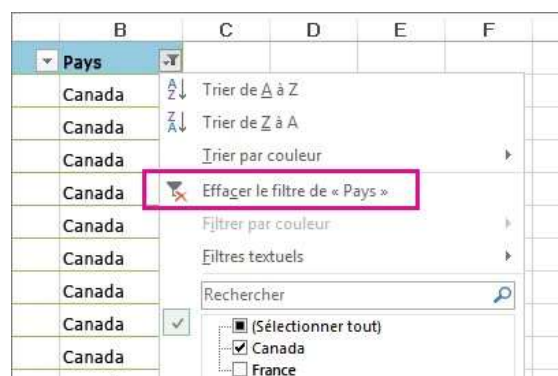 B C D E F
Pays
Canada
Trier de A à Z
Canada
Trier de Z à A
Canada
Trier par couleur
Canada
Effacer le filtre de « Pays »
Canada
Filtrer par couleur
Canada
Filtres textuels
Canada
Rechercher
Canada
(Sélectionner tout)
Canada
Canada
France